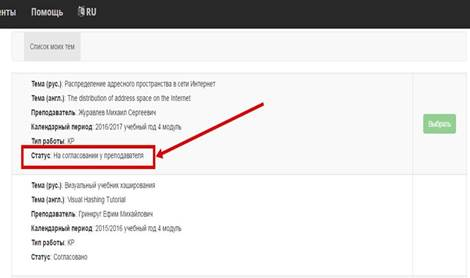 енты Помощь RU
Список моих тем
Тема (рус.): Распределение адресного пространства в сети Интернет
Тема (англ.): The distribution of address space on the Internet
Преподаватель: Журавлев Михаил Сергеевич
Календарный период: 2016/2017 учебный год 4 модуль
Выбрать
Тип работы: КР
Статус: На согласовании у преподавателя
Тема (рус.): Визуальный учебник хэширования
Тема (англ.): Visual Hashing Tutorial
Преподаватель: Гринкруг Ефим Михайлович
Календарный период: 2015/2016 учебный год 4 модуль
Тип работы: КР
Статус: Согласовано